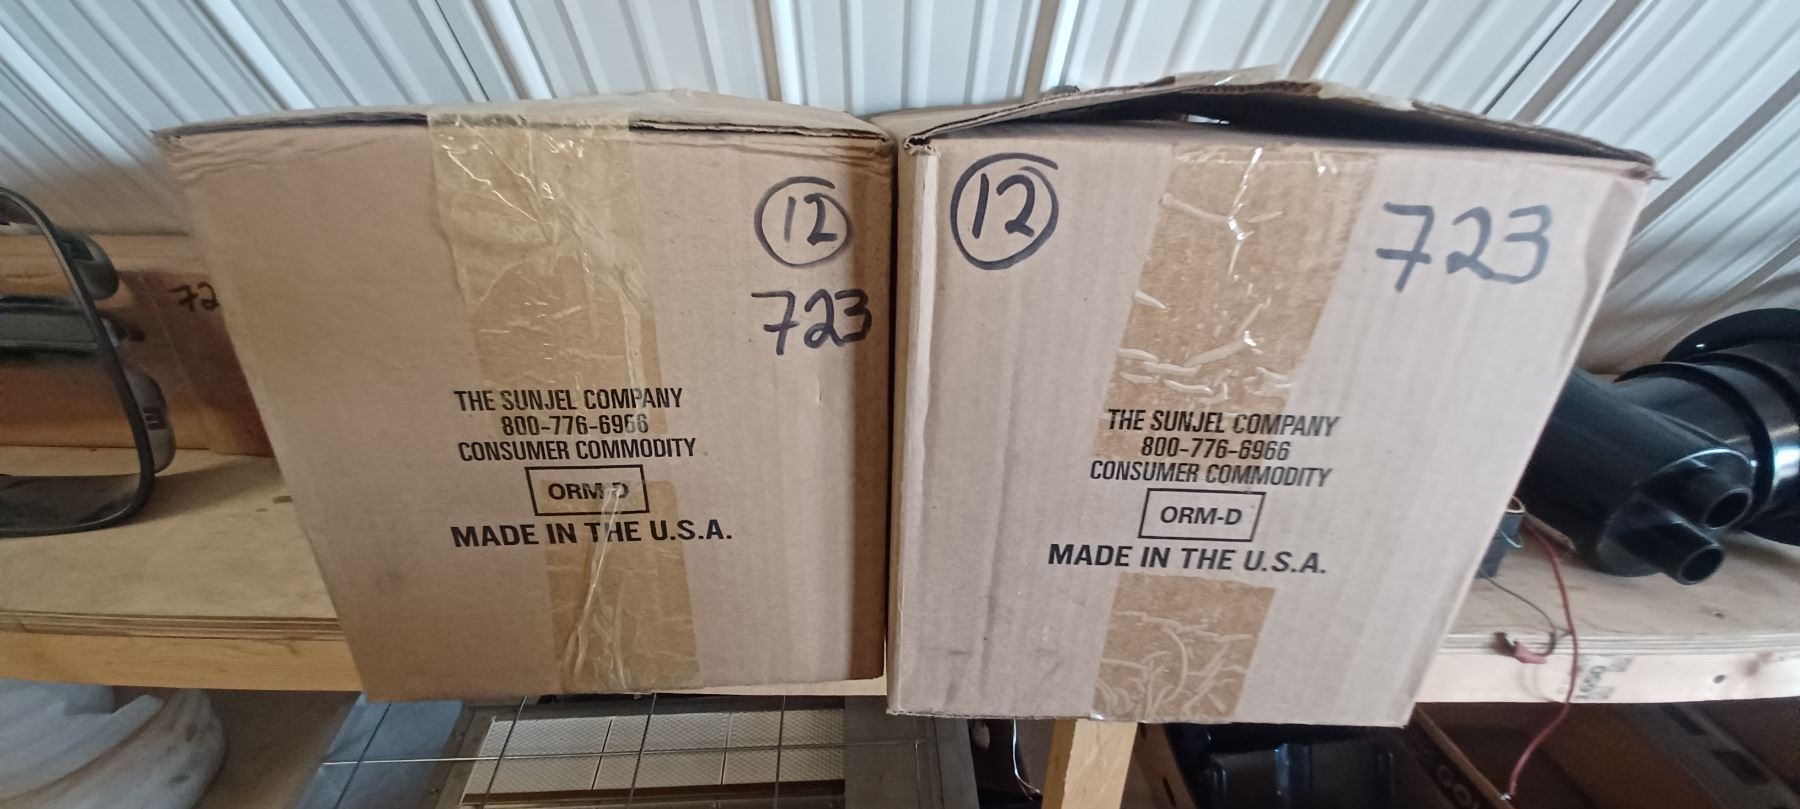 12
723
THE SUNJEL COMPANY
800-776-6966
CONSUMER COMMODITY
ORM-D
MADE IN THE U.S.A.
12
723
THE SUNJEL COMPANY
800-776-6966
CONSUMER COMMODITY
ORM-D
MADE IN THE U.S.A.
72